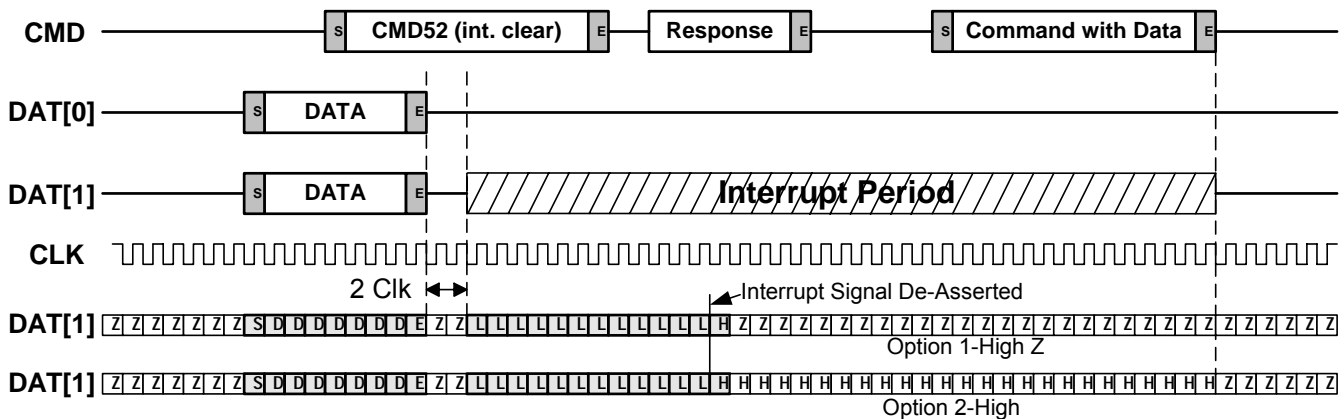 CMD S CMD52 (int. clear) E S Response E S Command with Data E
DAT[0] S DATA E
DAT[1] S DATA E Interrupt Period
CLK
2 Clk Interrupt Signal De-Asserted
DAT[1] Z Z Z Z Z Z Z S D D D D D D D E Z Z L L L L L L L L L L L L H Z Z Z Z Z Z Z Z Z Z Z Z Z Z Z Z Z Z Z Z Z Z Z Z Z Z Z Z Z Z
Option 1-High Z
DAT[1] Z Z Z Z Z Z Z S D D D D D D D E Z Z L L L L L L L L L L L L H H H H H H H H H H H H H H H H H H H H H H H H H Z Z Z Z Z Z
Option 2-High